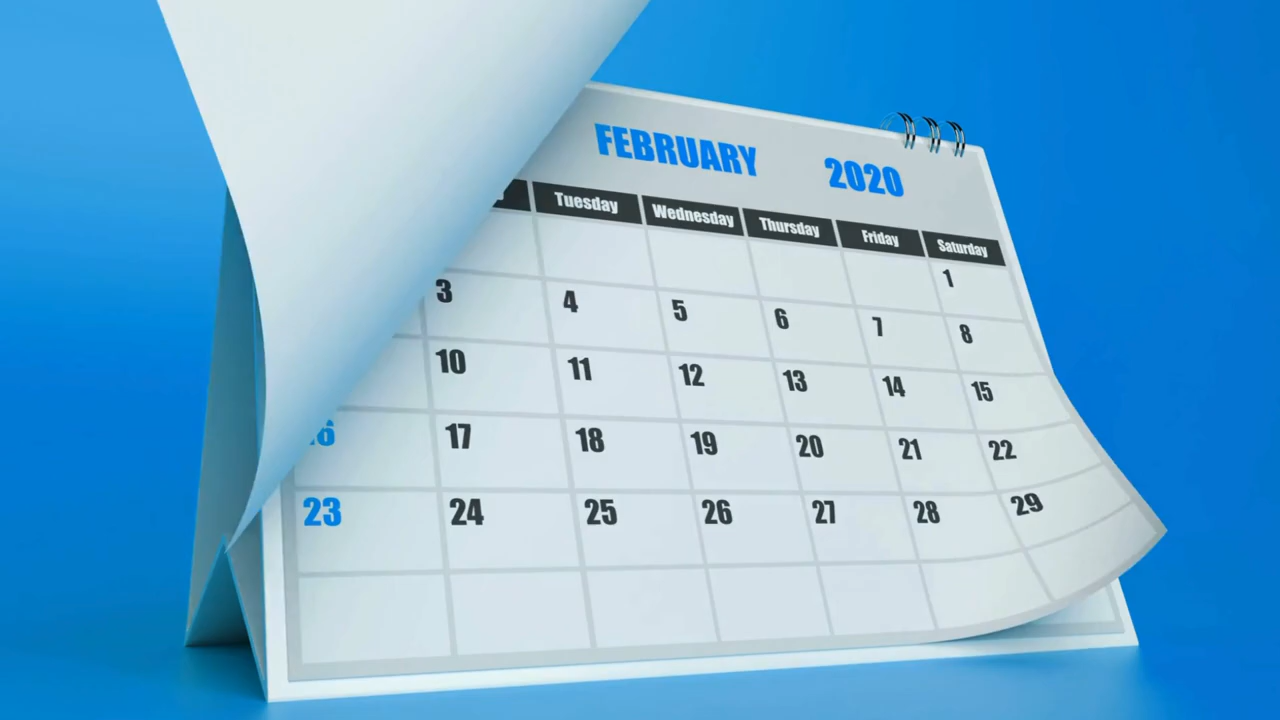 FEBRUARY 2020
Tuesday Wednesday Thursday Friday Saturday
1
3 4 5 6 7 8
10 11 12 13 14 15
16 17 18 19 20 21 22
23 24 25 26 27 28 29